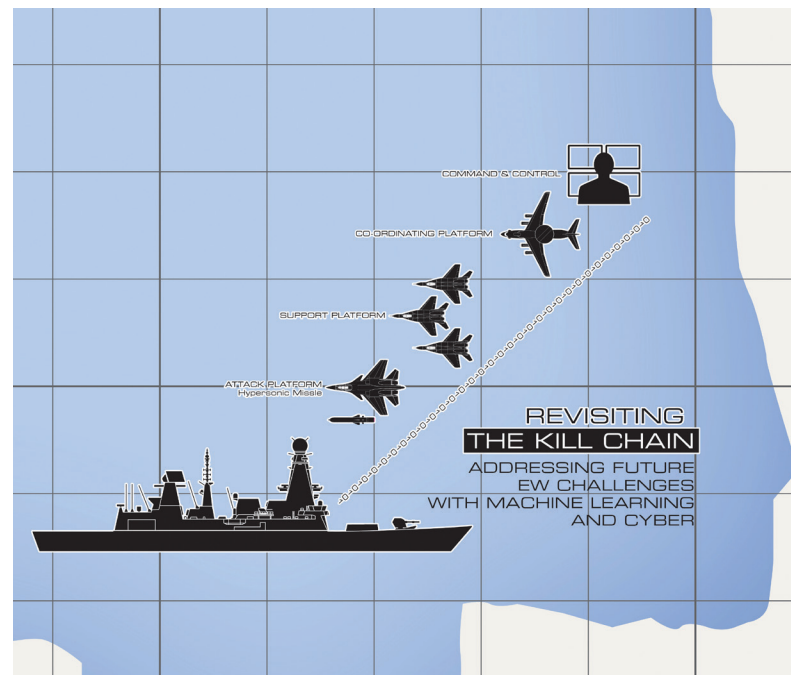 COMMAND & CONTROL
CO-ORDINATING PLATFORM
SUPPORT PLATFORM
ATTACK PLATFORM
Hypersonic Missle
REVISITING
THE KILL CHAIN
ADDRESSING FUTURE
EW CHALLENGES
WITH MACHINE LEARNING
AND CYBER